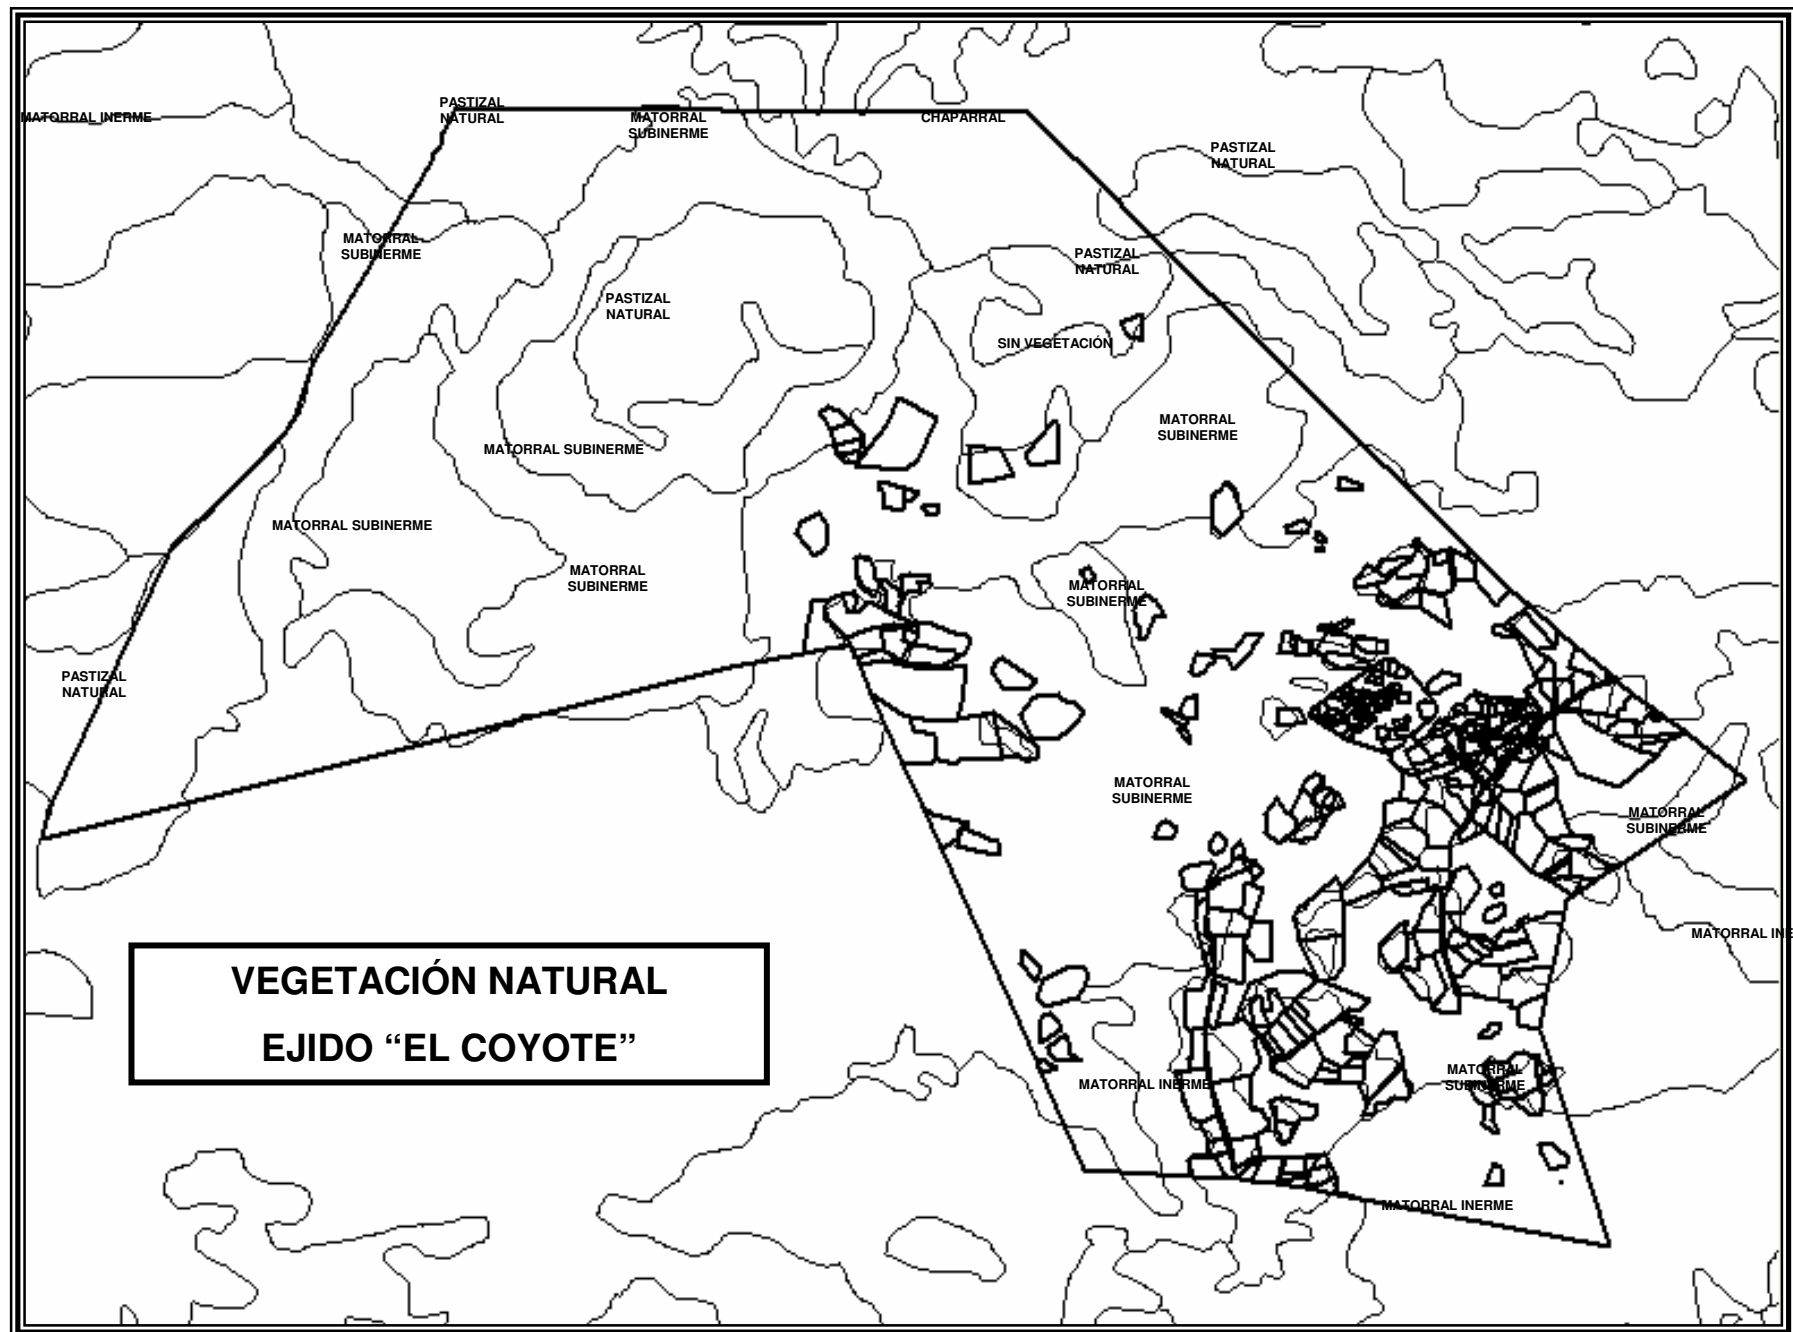 PASTIZAL
NATURAL
MATORRAL INERME
MATORRAL
SUBINERME
CHAPARRAL
PASTIZAL
NATURAL
MATORRAL
SUBINERME
PASTIZAL
NATURAL
PASTIZAL
NATURAL
SIN VEGETACIÓN
MATORRAL
SUBINERME
MATORRAL SUBINERME
MATORRAL SUBINERME
MATORRAL
SUBINERME
MATORRAL
SUBINERME
PASTIZAL
NATURAL
MATORRAL
SUBINERME
MATORRAL
SUBINERME
MATORRAL INE
VEGETACIÓN NATURAL
EJIDO “EL COYOTE”
MATORRAL INERME
MATORRAL
SUBINERME
MATORRAL INERME